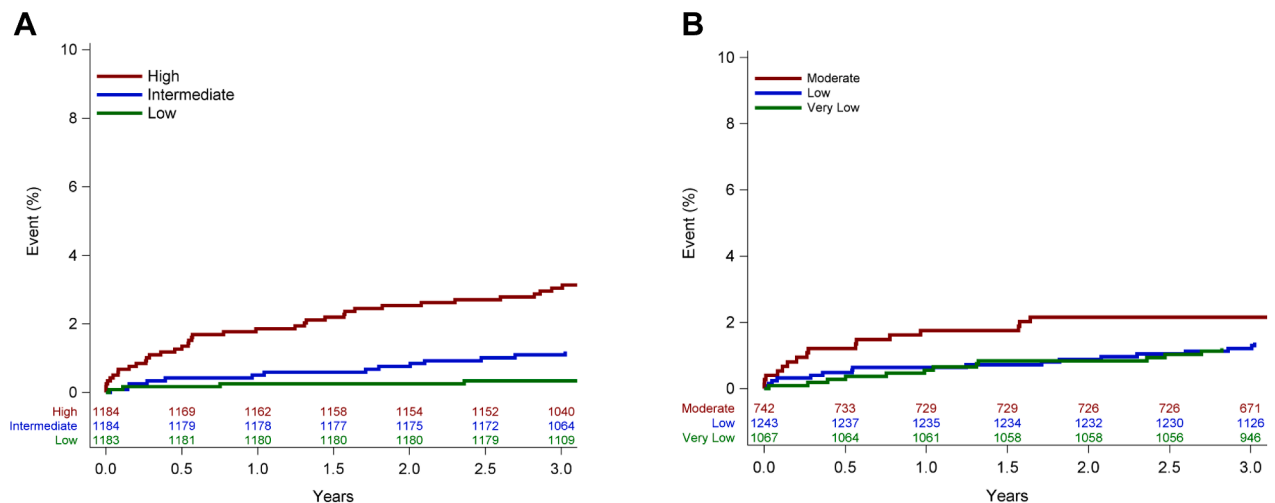 A
10
8
6
4
2
0
Event (%)
High
Intermediate
Low
High 1184 1169 1162 1158 1154 1152 1040
Intermediate 1184 1179 1178 1177 1175 1172 1064
Low 1183 1181 1180 1180 1180 1179 1109
0.0 0.5 1.0 1.5 2.0 2.5 3.0
Years
B
10
8
6
4
2
0
Event (%)
Moderate
Low
Very Low
Moderate 742 733 729 729 726 726 671
Low 1243 1237 1235 1234 1232 1230 1126
Very Low 1067 1064 1061 1058 1058 1056 946
0.0 0.5 1.0 1.5 2.0 2.5 3.0
Years